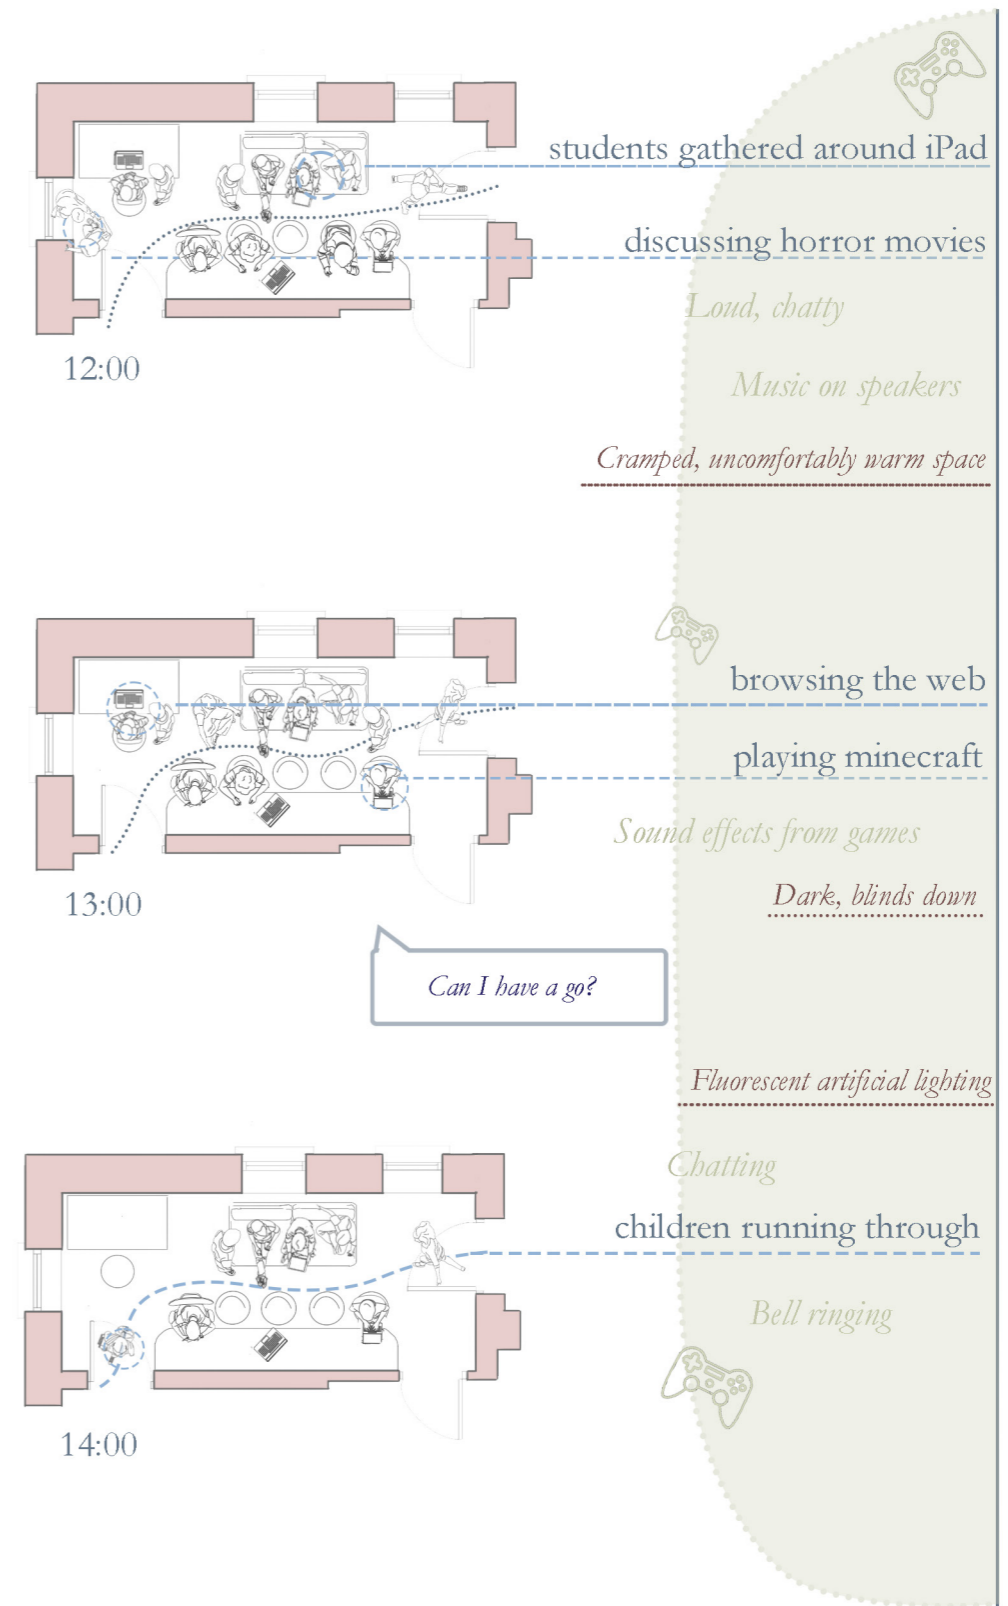 students gathered around iPad
discussing horror movies
Loud, chatty
12:00
Music on speakers
Cramped, uncomfortably warm space
browsing the web
playing minecraft
Sound effects from games
Dark, blinds down
13:00
Can I have a go?
Fluorescent artificial lighting
Chatting
children running through
Bell ringing
14:00